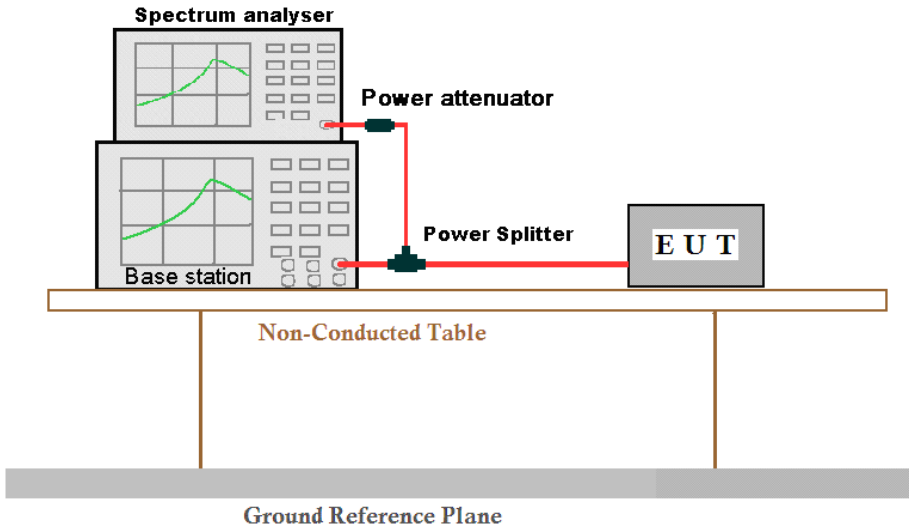 Spectrum analyser
Power attenuator
Power Splitter
E U T
Base station
Non-Conducted Table
Ground Reference Plane